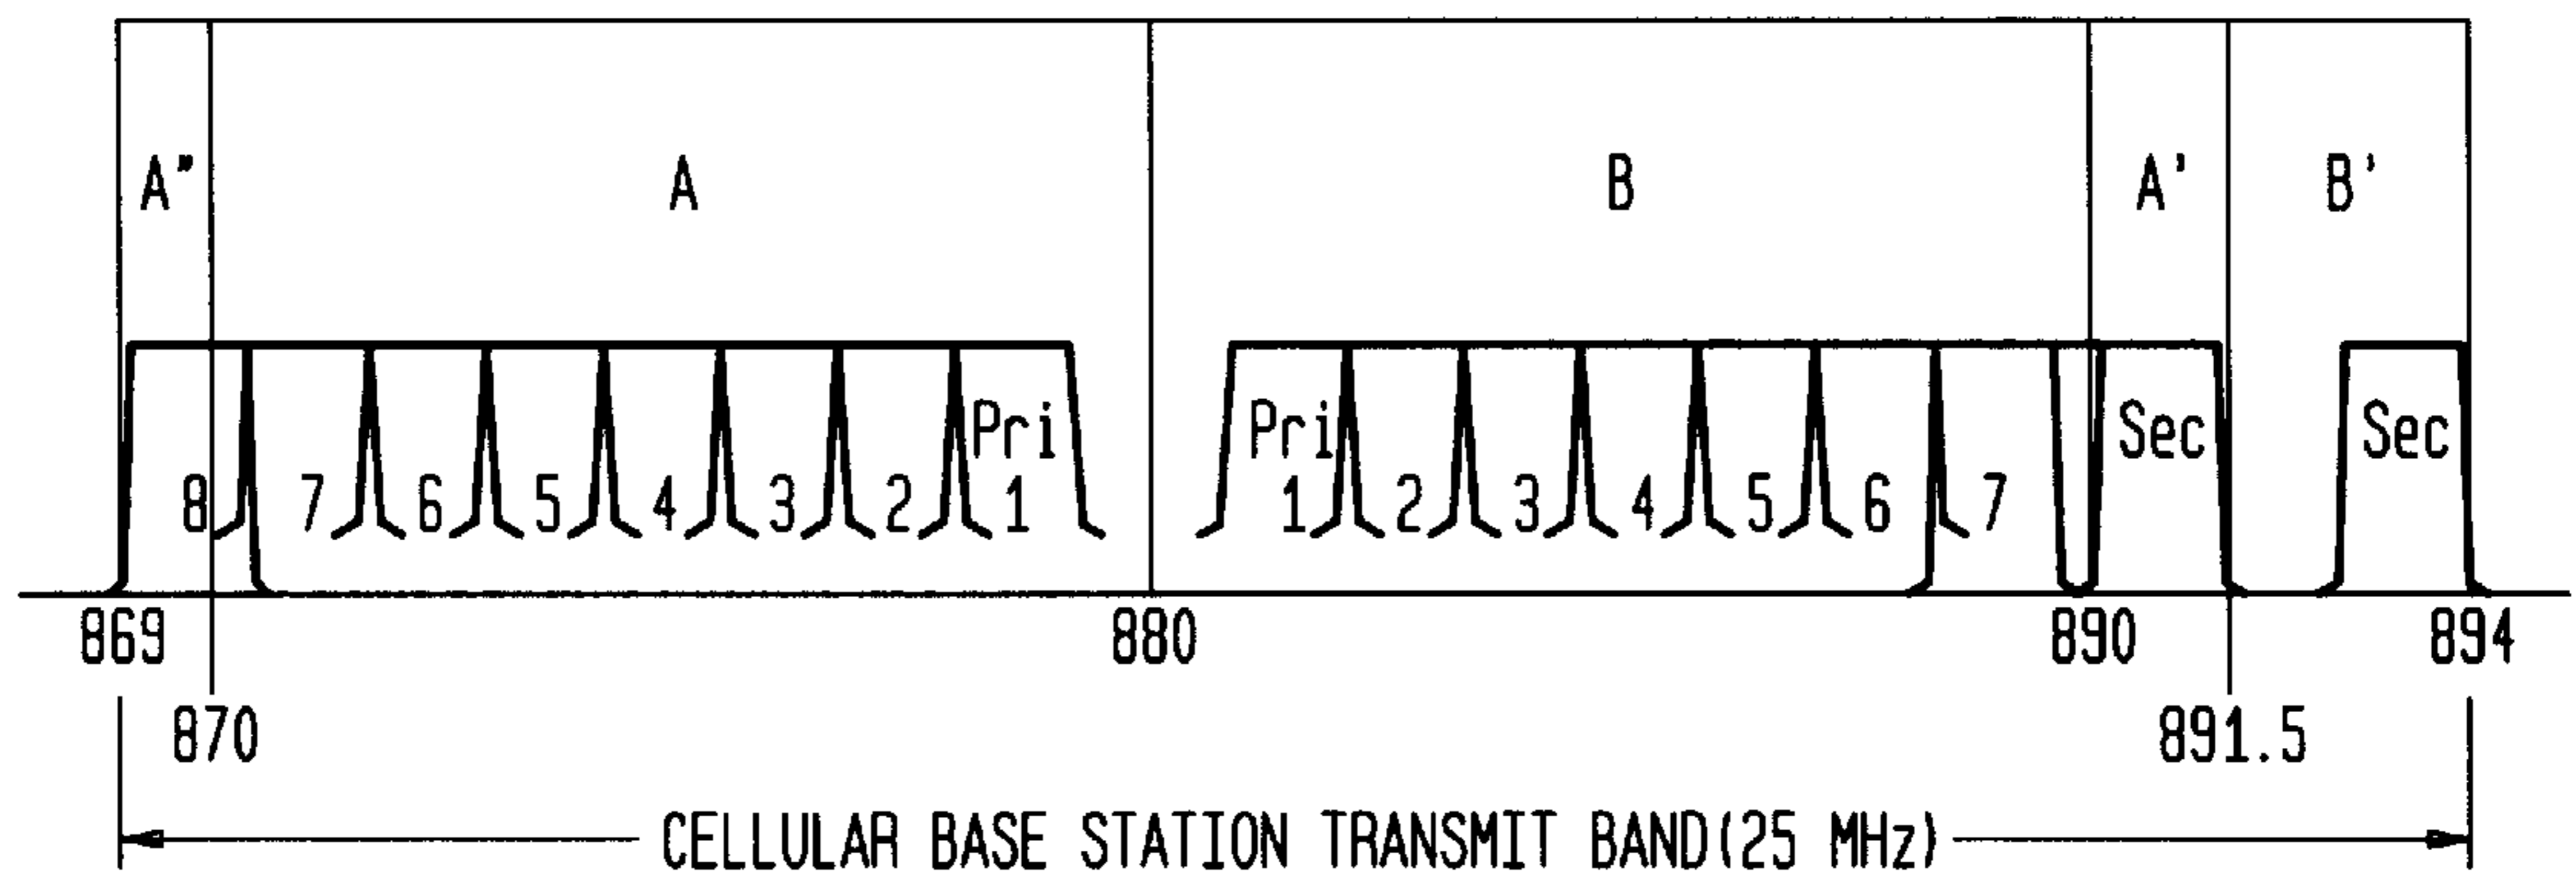 A" A B A' B'
Pri Pri Sec Sec
8 7 6 5 4 3 2 1 1 2 3 4 5 6 7
869 880 890 894
870 891.5
CELLULAR BASE STATION TRANSMIT BAND(25 MHz)